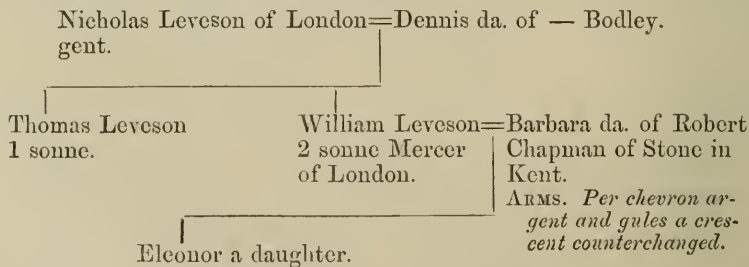 Nicholas Leveson of London=Dennis da. of — Bodley.
gent.
Thomas Leveson
1 sonne.
William Leveson=Barbara da. of Robert
2 sonne Mercer
of London.
Chapman of Stone in
Kent.
ARMS. Per chevron ar-
gent and gules a cres-
cent counterchanged.
Eleonor a daughter.